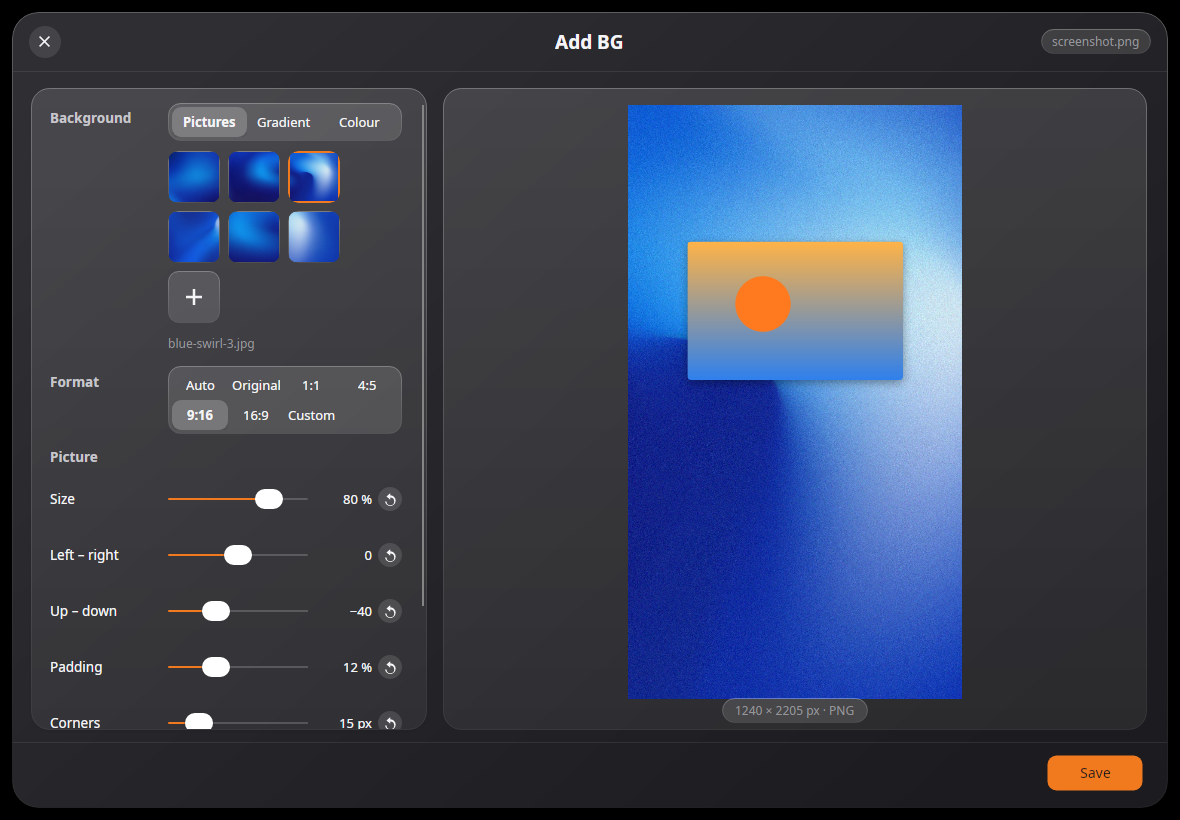 Add BG
screenshot.png
Background
Pictures
Gradient
Colour
blue-swirl-3.jpg
Format
Auto
Original
1:1
4:5
9:16
16:9
Custom
Picture
Size
80 %
Left – right
0
Up – down
−40
Padding
12 %
Corners
15 px
1240 × 2205 px · PNG
Save